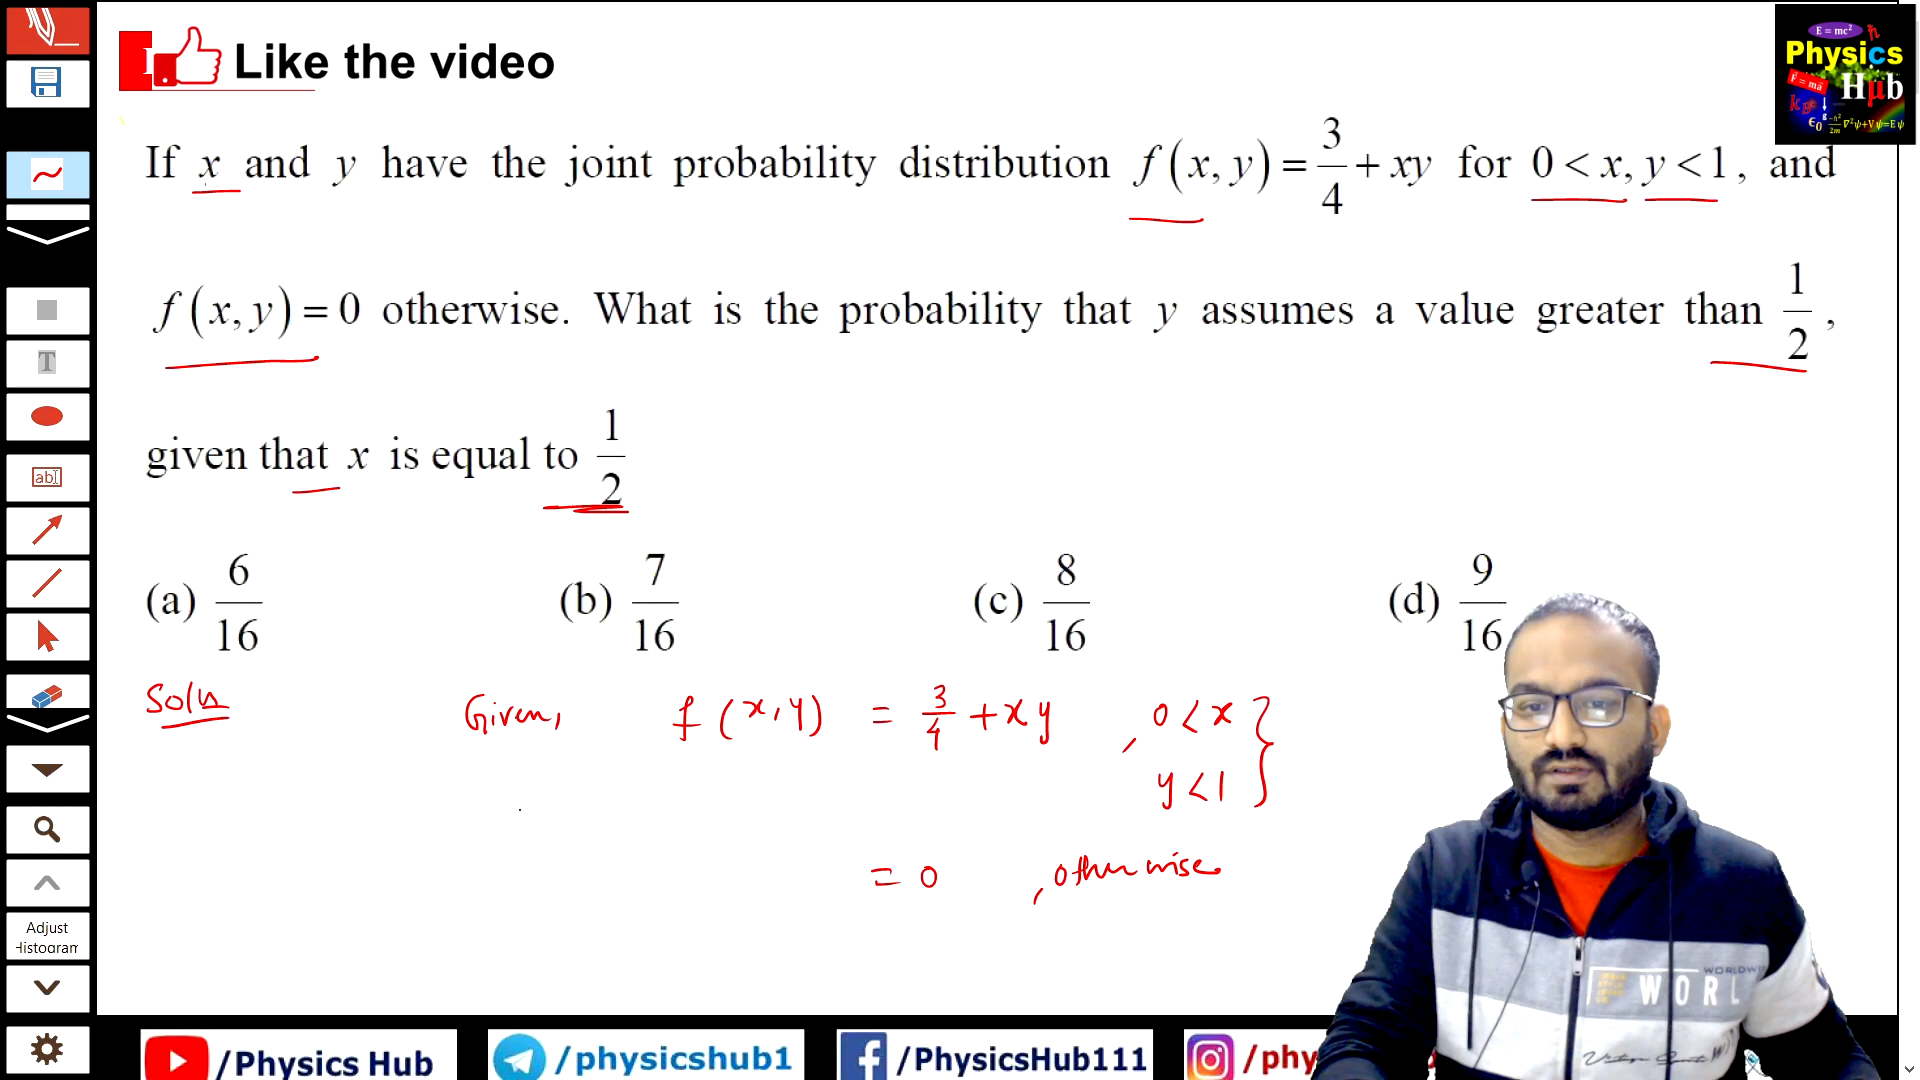 Like the video
E = mc²
Physics
Hub
F = ma
If x and y have the joint probability distribution f(x, y) = 3/4 + xy for 0 < x, y < 1, and
f(x, y) = 0 otherwise. What is the probability that y assumes a value greater than 1/2,
given that x is equal to 1/2
(a) 6/16 (b) 7/16 (c) 8/16 (d) 9/16
Soln Given, f(x,y) = 3/4 + xy , 0 < x
y < 1
= 0 , otherwise
T
ab
Adjust
WORL
/Physics Hub /physicshub1 /PhysicsHub111